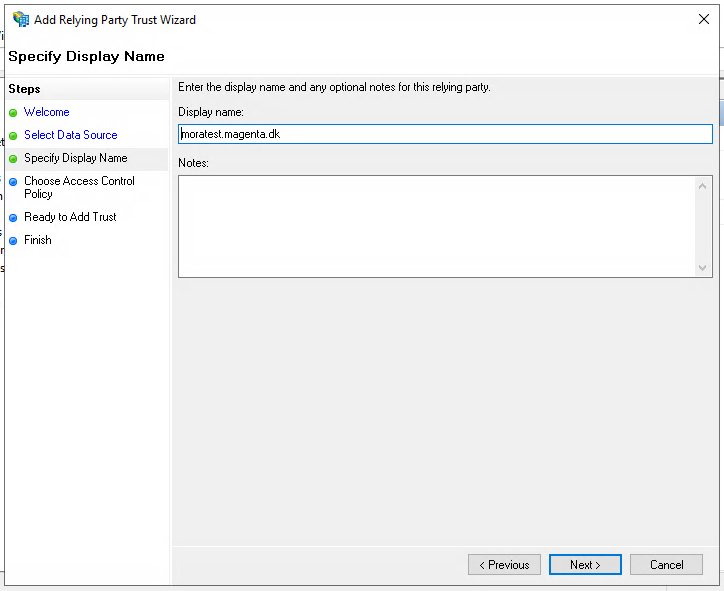 Add Relying Party Trust Wizard
Specify Display Name
Steps
Welcome
Select Data Source
Specify Display Name
Choose Access Control
Policy
Ready to Add Trust
Finish
Enter the display name and any optional notes for this relying party.
Display name:
moratest.magenta.dk
Notes:
< Previous
Next >
Cancel